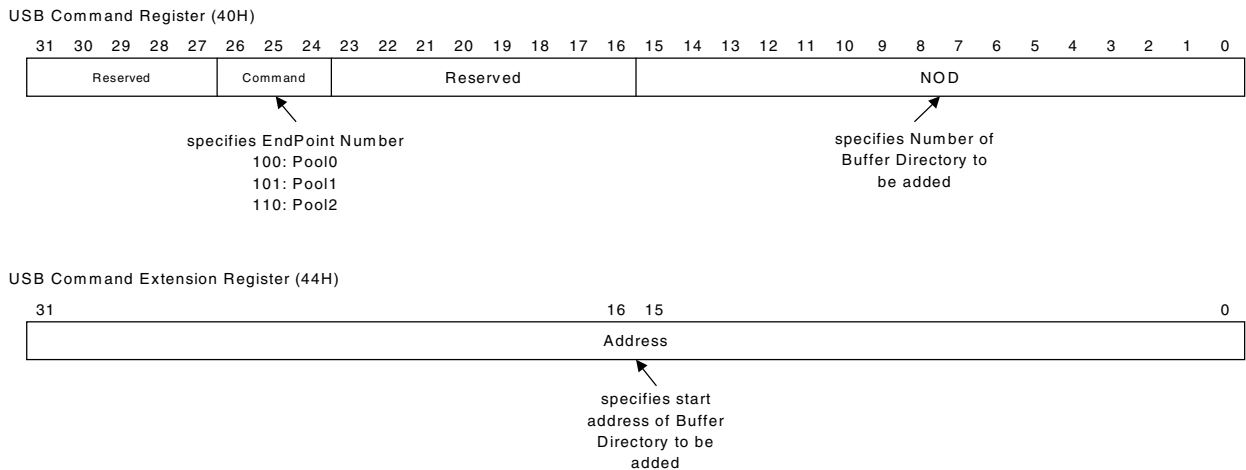 USB Command Register (40H)
31 30 29 28 27 26 25 24 23 22 21 20 19 18 17 16 15 14 13 12 11 10 9 8 7 6 5 4 3 2 1 0
Reserved Command Reserved NOD
specifies EndPoint Number
100: Pool0
101: Pool1
110: Pool2
specifies Number of
Buffer Directory to
be added
USB Command Extension Register (44H)
31 16 15 0
Address
specifies start
address of Buffer
Directory to be
added